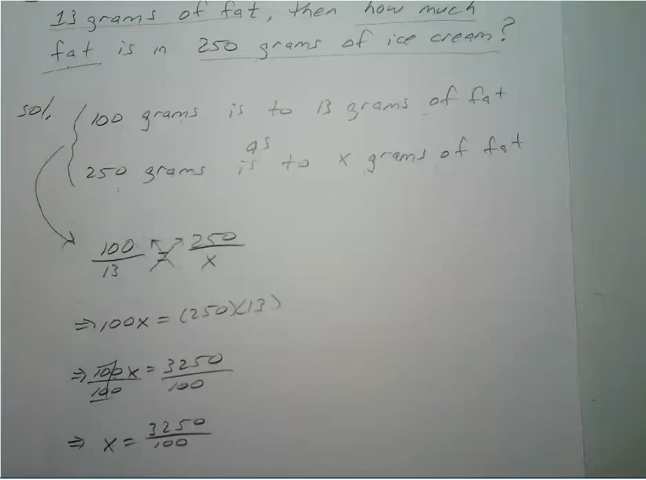 13 grams of fat, then how much
fat is in 250 grams of ice cream?
sol. 100 grams is to 13 grams of fat
as
250 grams is to x grams of fat
100/13 = 250/x
⇒ 100x = (250)(13)
⇒ 100x/100 = 3250/100
⇒ x = 3250/100